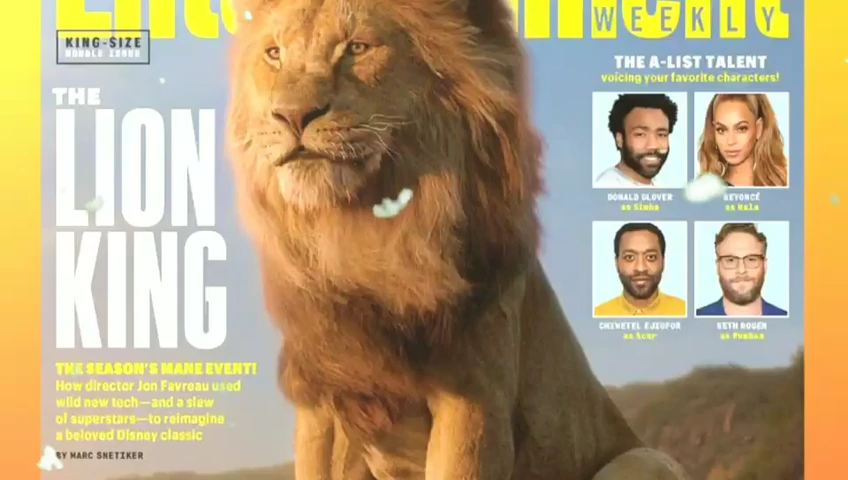 WEEKLY
KING-SIZE
DOUBLE ISSUE
THE
LION
KING
THE SEASON'S MANE EVENT!
How director Jon Favreau used
wild new tech—and a slew
of superstars—to reimagine
a beloved Disney classic
BY MARC SNETIKER
THE A-LIST TALENT
voicing your favorite characters!
DONALD GLOVER
as Simba
BEYONCÉ
as Nala
CHIWETEL EJIOFOR
as Scar
SETH ROGEN
as Pumbaa